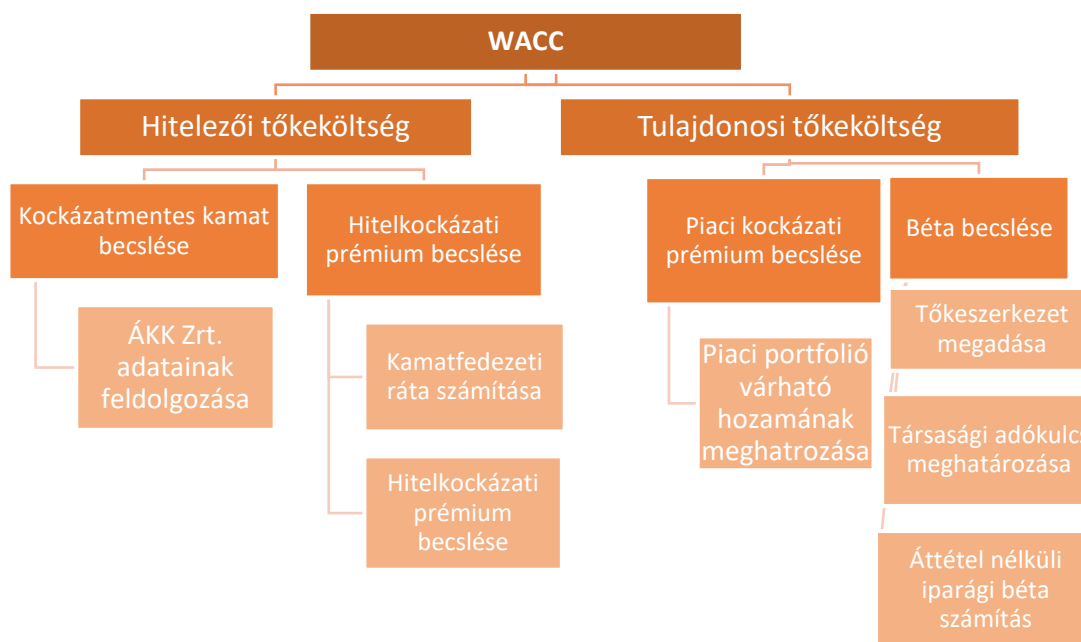 WACC
Hitelezői tőkeköltség
Tulajdonosi tőkeköltség
Kockázatmentes kamat
becslése
Hitelkockázati
prémium becslése
Piaci kockázati
prémium becslése
Béta becslése
ÁKK Zrt.
adatainak
feldolgozása
Kamatfedezeti
ráta számítása
Hitelkockázati
prémium
becslése
Piaci portfolió
várható
hozamának
meghatrozása
Tőkeszerkezet
megadása
Társasági adókulcs
meghatározása
Áttétel nélküli
iparági béta
számítás